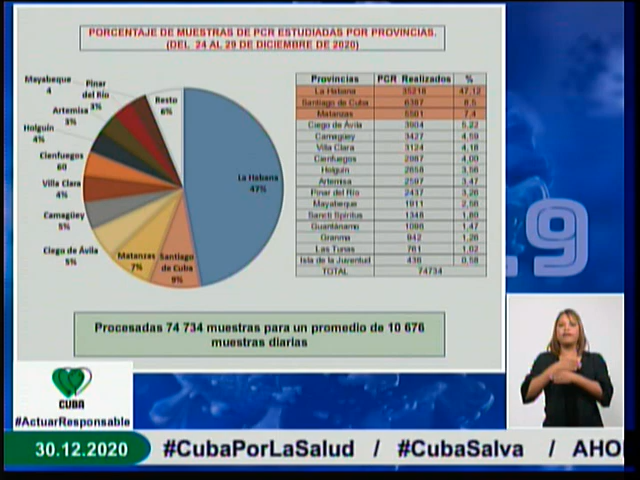 PORCENTAJE DE MUESTRAS DE PCR ESTUDIADAS POR PROVINCIAS.
(DEL 24 AL 29 DE DICIEMBRE DE 2020)
Mayabeque
4
Pinar
del Río
3%
Artemisa
3%
Holguín
4%
Cienfuegos
60
Villa Clara
4%
Camagüey
5%
Ciego de Ávila
5%
Matanzas
7%
Santiago
de Cuba
9%
La Habana
47%
Resto
6%
Provincias PCR Realizados %
La Habana 35218 47,12
Santiago de Cuba 6387 8,5
Matanzas 5501 7,4
Ciego de Ávila 3904 5,22
Camagüey 3427 4,59
Villa Clara 3124 4,18
Cienfuegos 2987 4,00
Holguín 2658 3,56
Artemisa 2597 3,47
Pinar del Río 2437 3,26
Mayabeque 1911 2,56
Sancti Spíritus 1348 1,80
Guantánamo 1096 1,47
Granma 942 1,26
Las Tunas 761 1,02
Isla de la Juventud 436 0,58
TOTAL 74734
Procesadas 74 734 muestras para un promedio de 10 676
muestras diarias
19
CUBA
#ActuarResponsable
30.12.2020
#CubaPorLaSalud / #CubaSalva / AHO